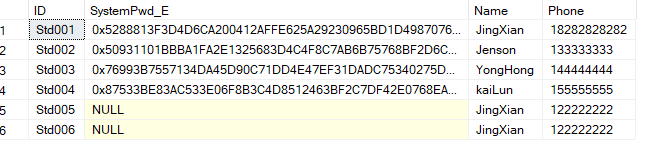 ID SystemPwd_E Name Phone
1 Std001 0x5288813F3D4D6CA200412AFFE625A29230965BD1D4987076... JingXian 18282828282
2 Std002 0x50931101BBBA1FA2E1325683D4C4F8C7AB6B75768BF2D6C... Jenson 133333333
3 Std003 0x76993B7557134DA45D90C71DD4E47EF31DADC75340275D... YongHong 144444444
4 Std004 0x87533BE83AC533E06F8B3C4D8512463BF2C7DF42E0768EA... kaiLun 155555555
5 Std005 NULL JingXian 122222222
6 Std006 NULL JingXian 122222222